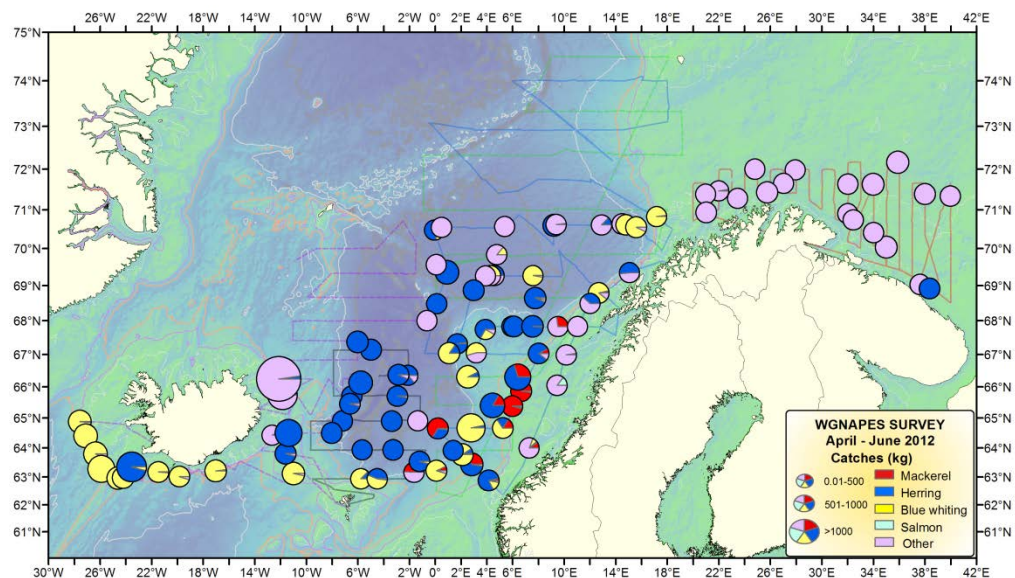 26°W 22°W 18°W 14°W 10°W 6°W 2°W 0° 2°E 4°E 6°E 10°E 14°E 18°E 22°E 26°E 30°E 34°E 38°E 42°E
75°N
74°N 74°N
73°N 73°N
72°N 72°N
71°N 71°N
70°N 70°N
69°N 69°N
68°N 68°N
67°N 67°N
66°N 66°N
65°N 65°N
64°N 64°N
63°N 63°N
62°N 62°N
61°N 61°N
WGNAPES SURVEY
April - June 2012
Catches (kg)
0.01-500
501-1000
>1000
Mackerel
Herring
Blue whiting
Salmon
Other
30°W 26°W 22°W 18°W 14°W 10°W 6°W 2°W 0° 2°E 4°E 6°E 10°E 14°E 18°E 22°E 26°E 30°E 34°E 38°E 42°E